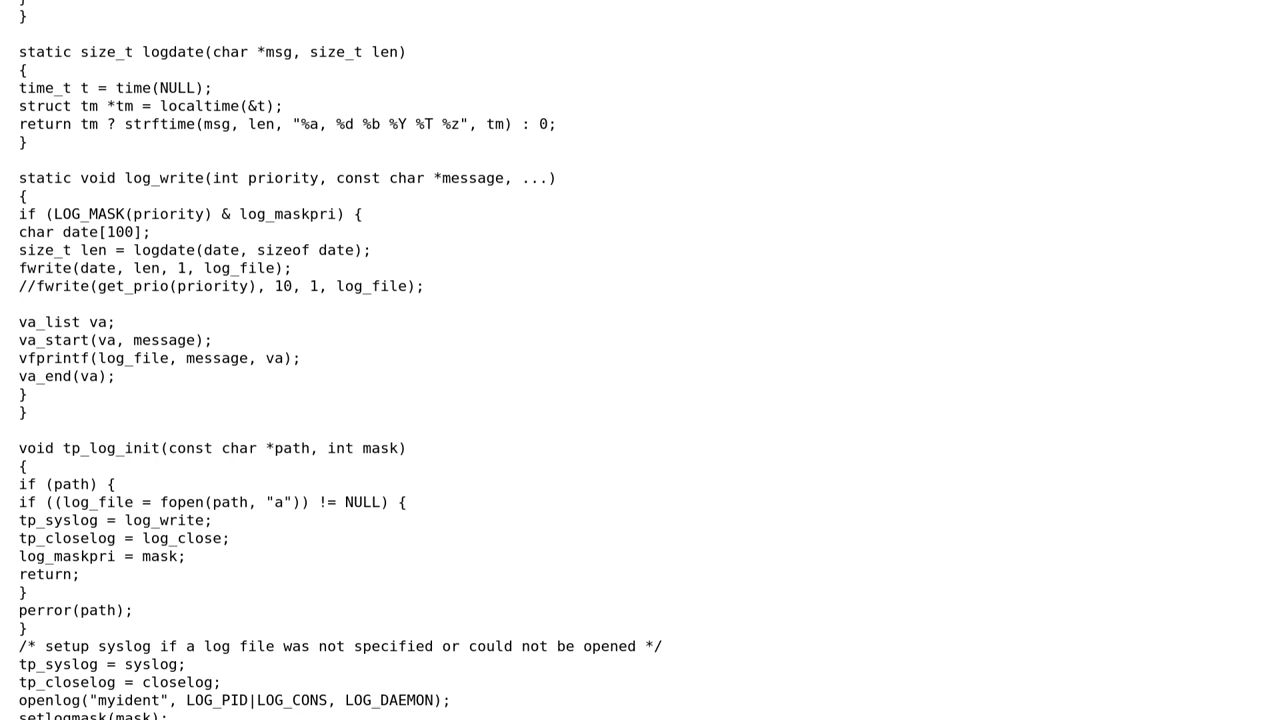 }
}

static size_t logdate(char *msg, size_t len)
{
time_t t = time(NULL);
struct tm *tm = localtime(&t);
return tm ? strftime(msg, len, "%a, %d %b %Y %T %z", tm) : 0;
}

static void log_write(int priority, const char *message, ...)
{
if (LOG_MASK(priority) & log_maskpri) {
char date[100];
size_t len = logdate(date, sizeof date);
fwrite(date, len, 1, log_file);
//fwrite(get_prio(priority), 10, 1, log_file);

va_list va;
va_start(va, message);
vfprintf(log_file, message, va);
va_end(va);
}
}

void tp_log_init(const char *path, int mask)
{
if (path) {
if ((log_file = fopen(path, "a")) != NULL) {
tp_syslog = log_write;
tp_closelog = log_close;
log_maskpri = mask;
return;
}
perror(path);
}
/* setup syslog if a log file was not specified or could not be opened */
tp_syslog = syslog;
tp_closelog = closelog;
openlog("myident", LOG_PID|LOG_CONS, LOG_DAEMON);
setlogmask(mask);